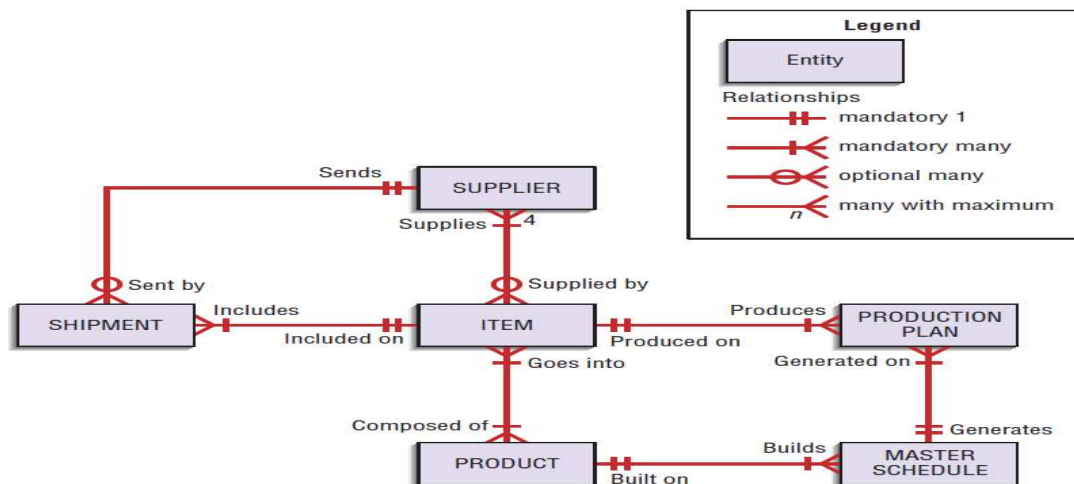 Legend
Entity
Relationships
mandatory 1
mandatory many
optional many
n
many with maximum
Sends
SUPPLIER
Supplies
4
Sent by
Supplied by
SHIPMENT
Includes
Included on
ITEM
Produces
Produced on
PRODUCTION
PLAN
Goes into
Generated on
Composed of
Generates
PRODUCT
Builds
Built on
MASTER
SCHEDULE